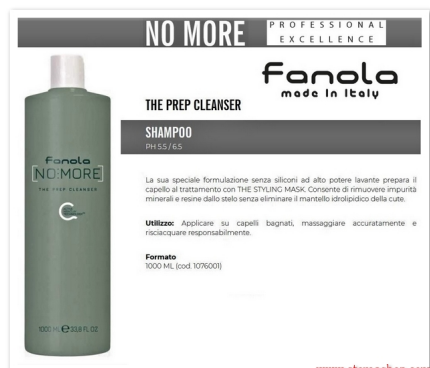 NO MORE
PROFESSIONAL
EXCELLENCE
Fanola
made In Italy
THE PREP CLEANSER
SHAMPOO
PH 5.5 / 6.5
La sua speciale formulazione senza siliconi ad alto potere lavante prepara il
capello al trattamento con THE STYLING MASK. Consente di rimuovere impurità
minerali e resine dallo stelo senza eliminare il mantello idrolipidico della cute.
Utilizzo: Applicare su capelli bagnati, massaggiare accuratamente e
risciacquare responsabilmente.
Formato
1000 ML (cod. 1076001)
Fanola
[NO:MORE]
THE PREP CLEANSER
C
1000 ML ℮ 33,8 FL. OZ.